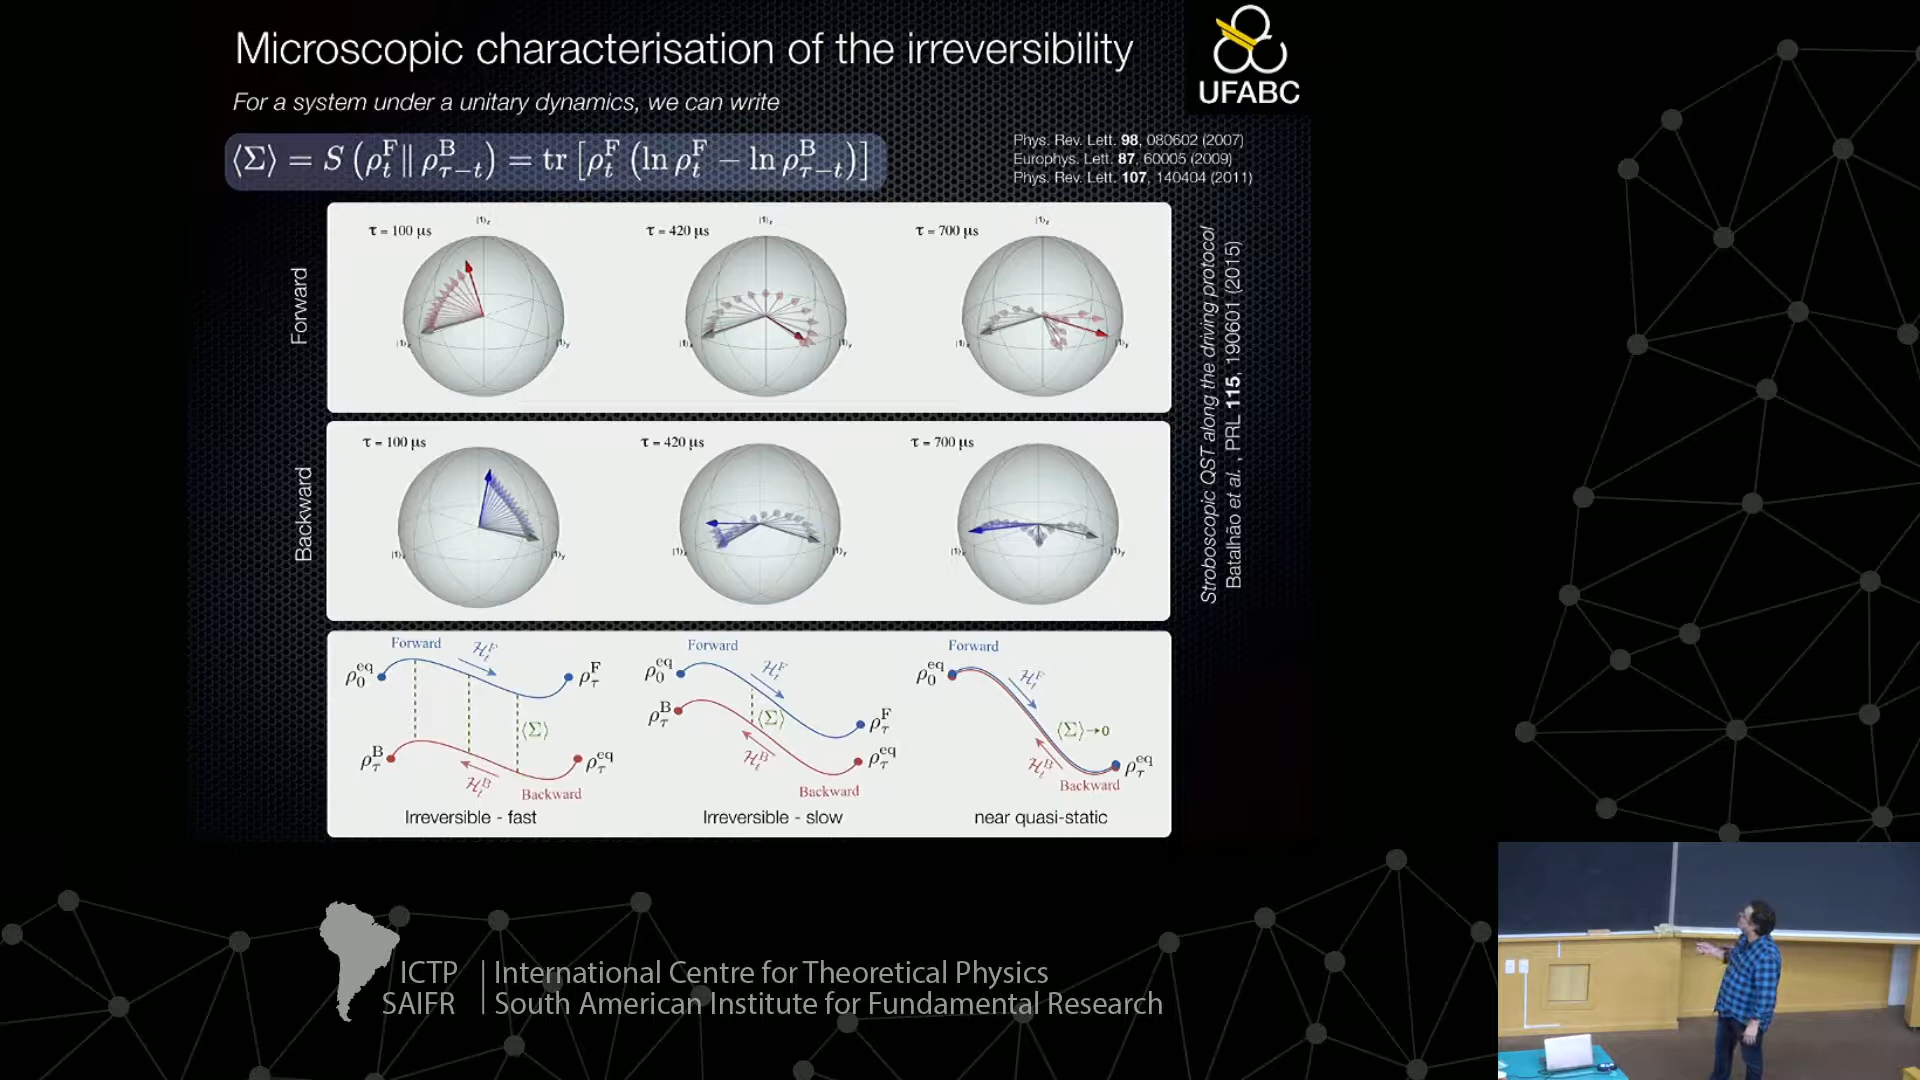 Microscopic characterisation of the irreversibility
UFABC
For a system under a unitary dynamics, we can write
⟨Σ⟩ = S (ρ_t^F ‖ ρ_{τ−t}^B) = tr [ρ_t^F (ln ρ_t^F − ln ρ_{τ−t}^B)]
Phys. Rev. Lett. 98, 080602 (2007)
Europhys. Lett. 87, 60005 (2009)
Phys. Rev. Lett. 107, 140404 (2011)
Forward
τ = 100 μs
τ = 420 μs
τ = 700 μs
Backward
τ = 100 μs
τ = 420 μs
τ = 700 μs
Stroboscopic QST along the driving protocol
Batalhão et al., PRL 115, 190601 (2015)
Forward
ρ_0^eq
H_t^F
ρ_τ^F
⟨Σ⟩
ρ_τ^B
H_t^B
ρ_τ^eq
Backward
Irreversible - fast
Forward
ρ_0^eq
H_t^F
ρ_τ^B
⟨Σ⟩
ρ_τ^F
H_t^B
ρ_τ^eq
Backward
Irreversible - slow
Forward
ρ_0^eq
H_t^F
⟨Σ⟩→0
H_t^B
ρ_τ^eq
Backward
near quasi-static
ICTP | International Centre for Theoretical Physics
SAIFR | South American Institute for Fundamental Research